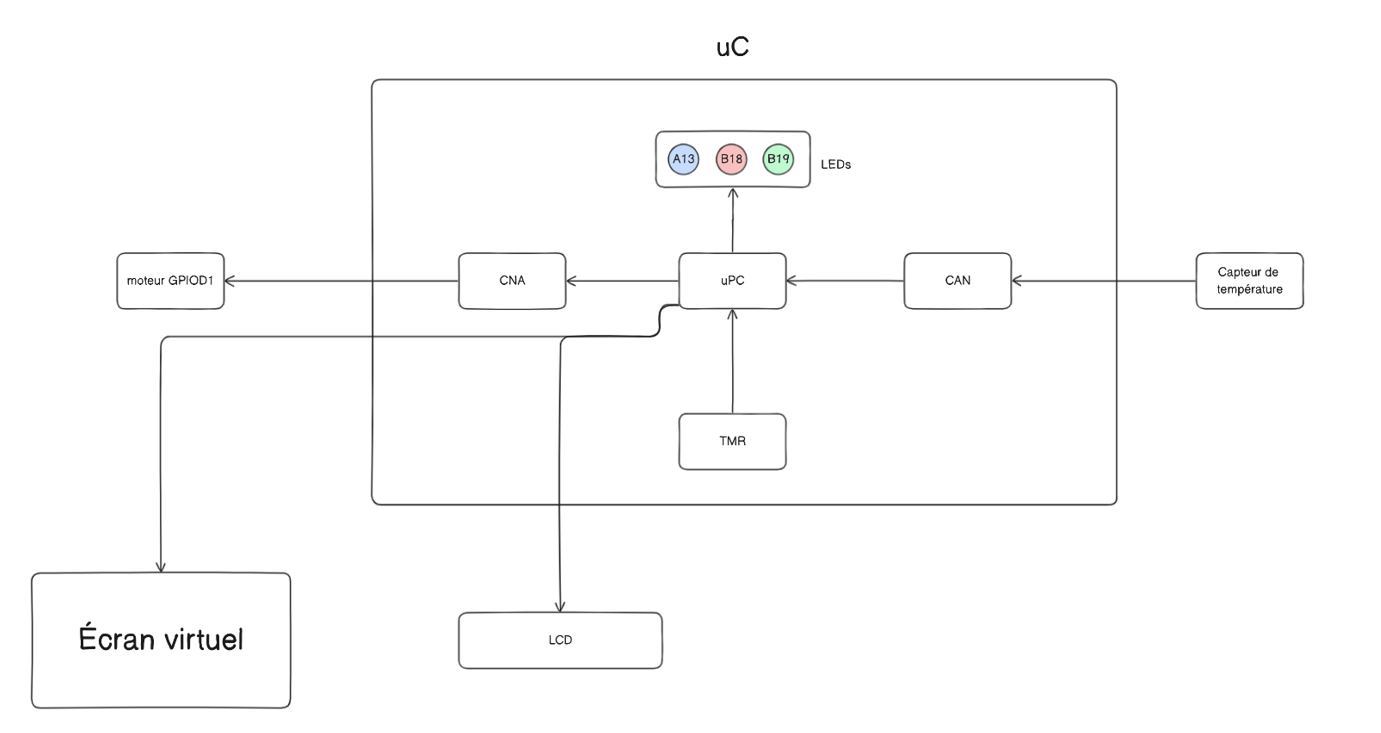 uC
A13 B18 B19
LEDs
moteur GPIOD1
CNA
uPC
CAN
Capteur de
température
TMR
Écran virtuel
LCD